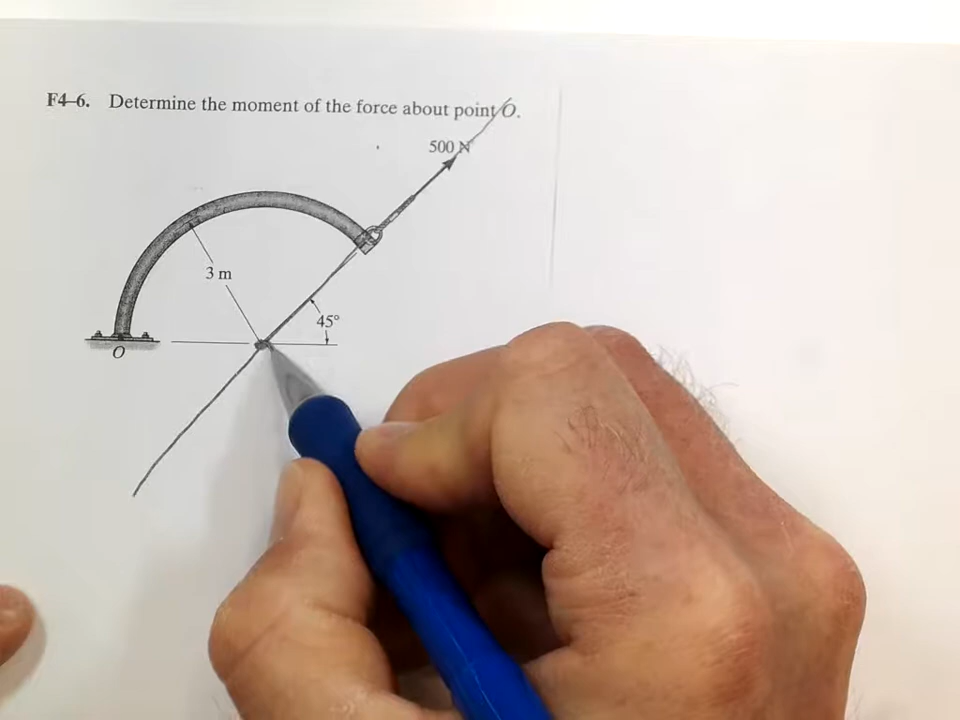 F4–6. Determine the moment of the force about point O.
500 N
3 m
45°
O